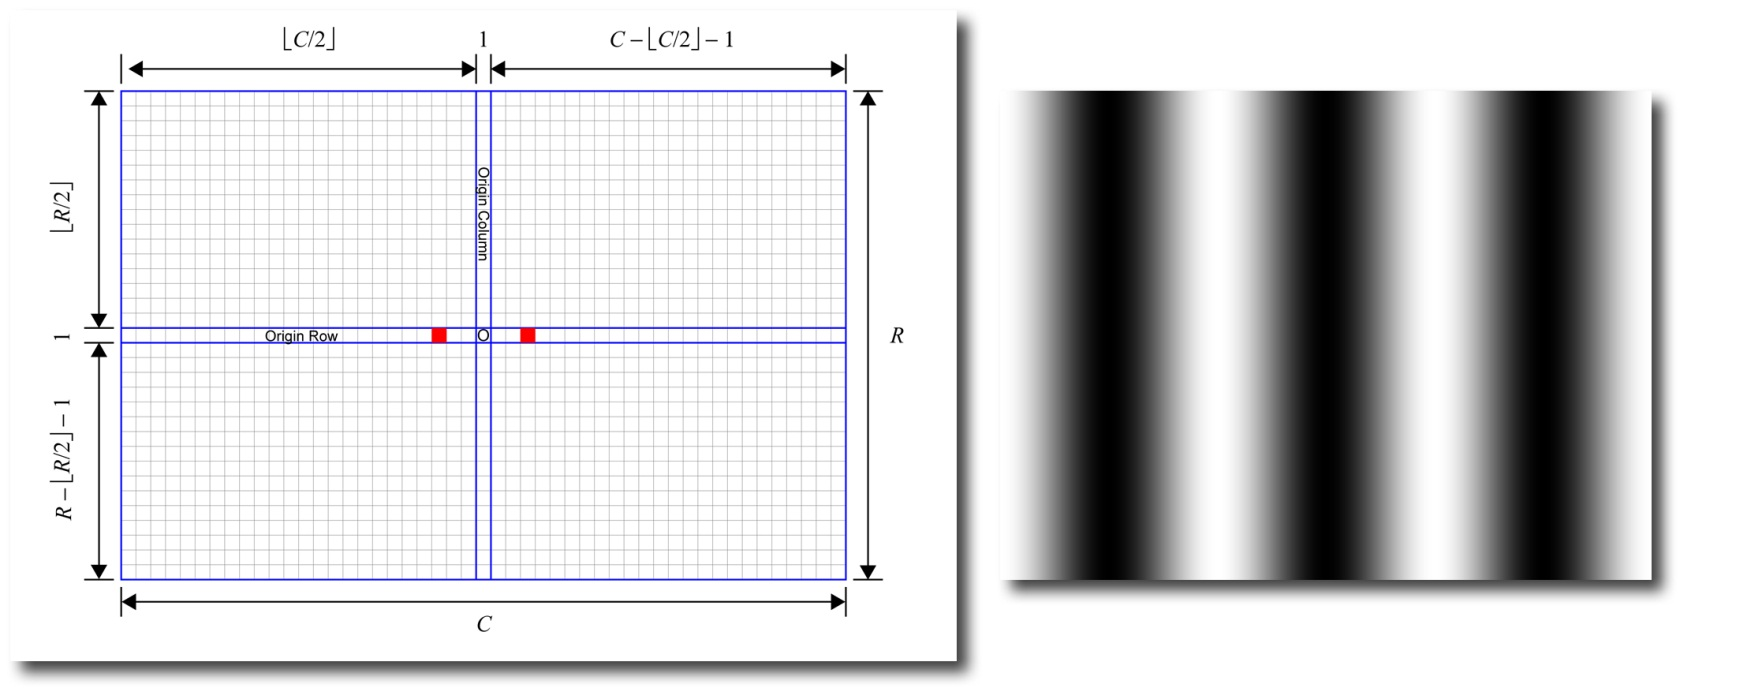 ⌊C/2⌋
1
C – ⌊C/2⌋ – 1
⌊R/2⌋
Origin Column
1
Origin Row
O
R
R – ⌊R/2⌋ – 1
C